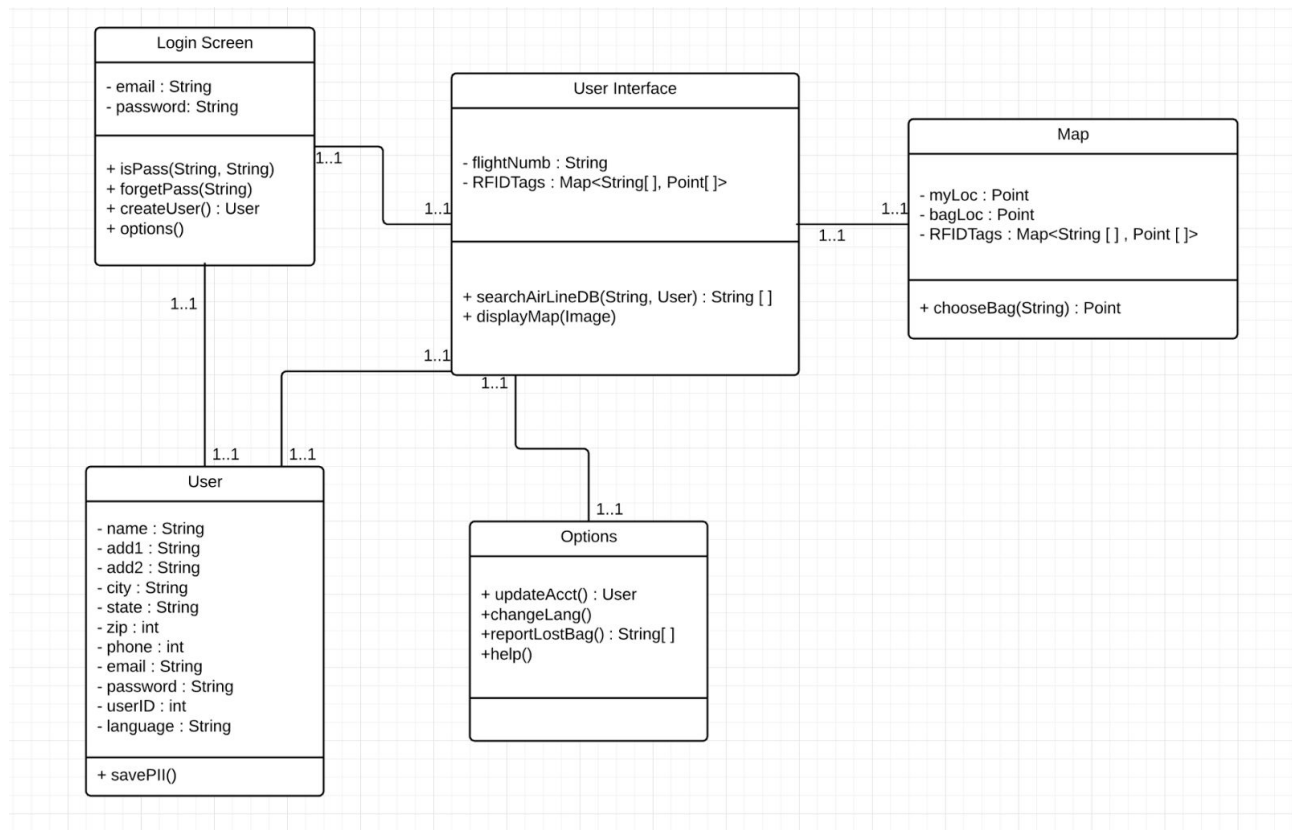 Login Screen
- email : String
- password: String
+ isPass(String, String)
+ forgetPass(String)
+ createUser() : User
+ options()
1..1
1..1
1..1
1..1
User Interface
- flightNumb : String
- RFIDTags : Map<String[ ], Point[ ]>
+ searchAirLineDB(String, User) : String [ ]
+ displayMap(Image)
1..1
1..1
Map
- myLoc : Point
- bagLoc : Point
- RFIDTags : Map<String [ ] , Point [ ]>
+ chooseBag(String) : Point
1..1
1..1
1..1
1..1
User
- name : String
- add1 : String
- add2 : String
- city : String
- state : String
- zip : int
- phone : int
- email : String
- password : String
- userID : int
- language : String
+ savePII()
Options
+ updateAcct() : User
+changeLang()
+reportLostBag() : String[ ]
+help()